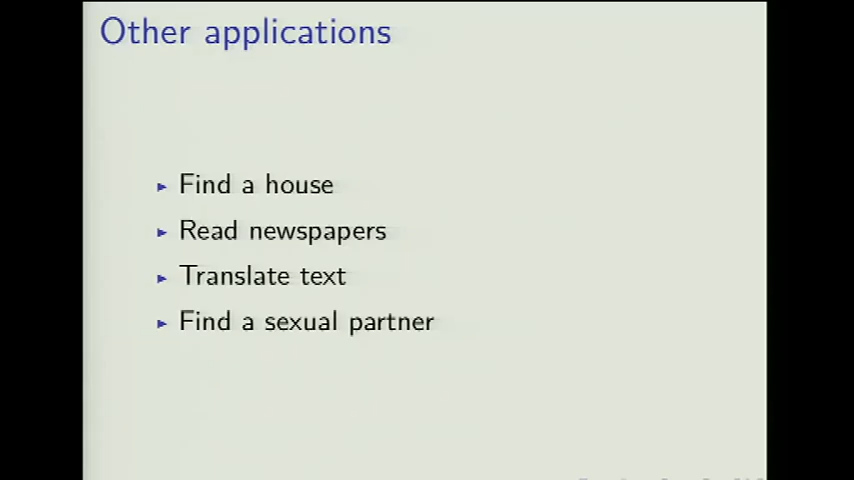 Other applications
Find a house
Read newspapers
Translate text
Find a sexual partner